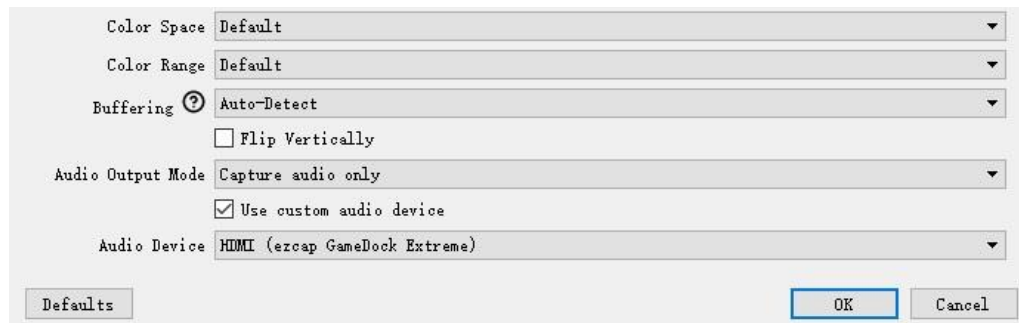 Color Space Default
Color Range Default
Buffering ? Auto-Detect
Flip Vertically
Audio Output Mode Capture audio only
Use custom audio device
Audio Device HDMI (ezcap GameDock Extreme)
Defaults OK Cancel